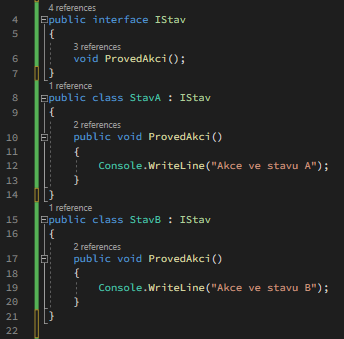 4 references
4 public interface IStav
5 {
3 references
6 void ProvedAkci();
7 }
1 reference
8 public class StavA : IStav
9 {
2 references
10 public void ProvedAkci()
11 {
12 Console.WriteLine("Akce ve stavu A");
13 }
14 }
1 reference
15 public class StavB : IStav
16 {
2 references
17 public void ProvedAkci()
18 {
19 Console.WriteLine("Akce ve stavu B");
20 }
21 }
22